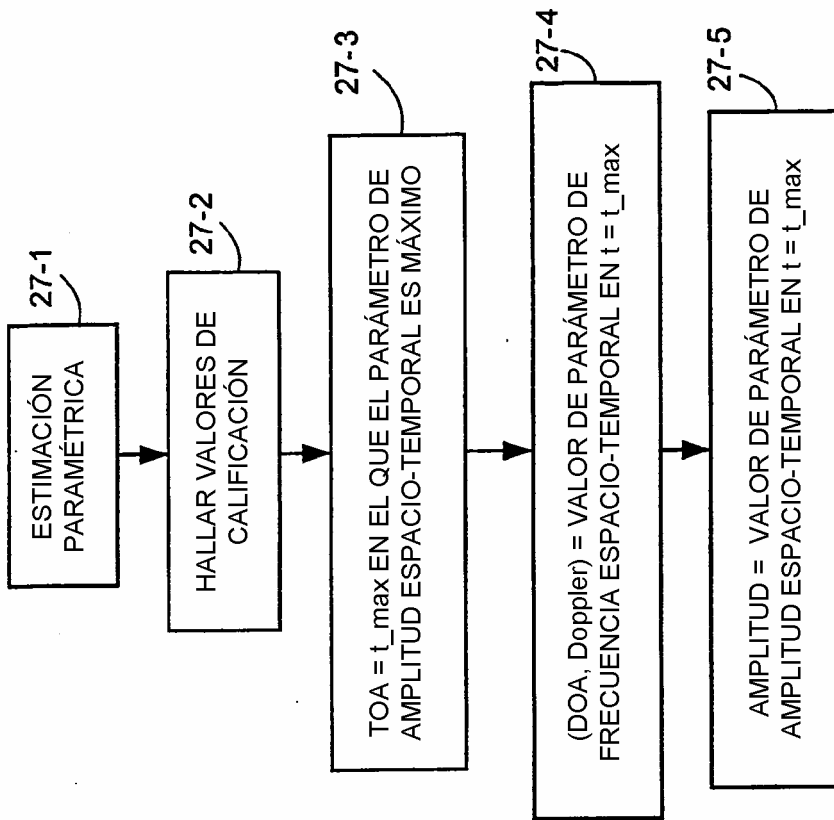 27-1
ESTIMACIÓN
PARAMÉTRICA
27-2
HALLAR VALORES DE
CALIFICACIÓN
27-3
TOA = t_max EN EL QUE EL PARÁMETRO DE
AMPLITUD ESPACIO-TEMPORAL ES MÁXIMO
27-4
(DOA, Doppler) = VALOR DE PARÁMETRO DE
FRECUENCIA ESPACIO-TEMPORAL EN t = t_max
27-5
AMPLITUD = VALOR DE PARÁMETRO DE
AMPLITUD ESPACIO-TEMPORAL EN t = t_max